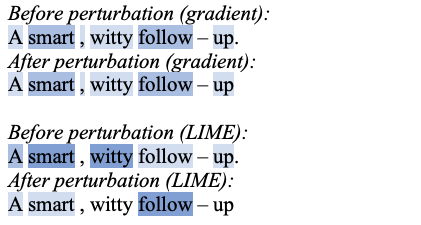 Before perturbation (gradient):
A smart , witty follow – up.
After perturbation (gradient):
A smart , witty follow – up
Before perturbation (LIME):
A smart , witty follow – up.
After perturbation (LIME):
A smart , witty follow – up